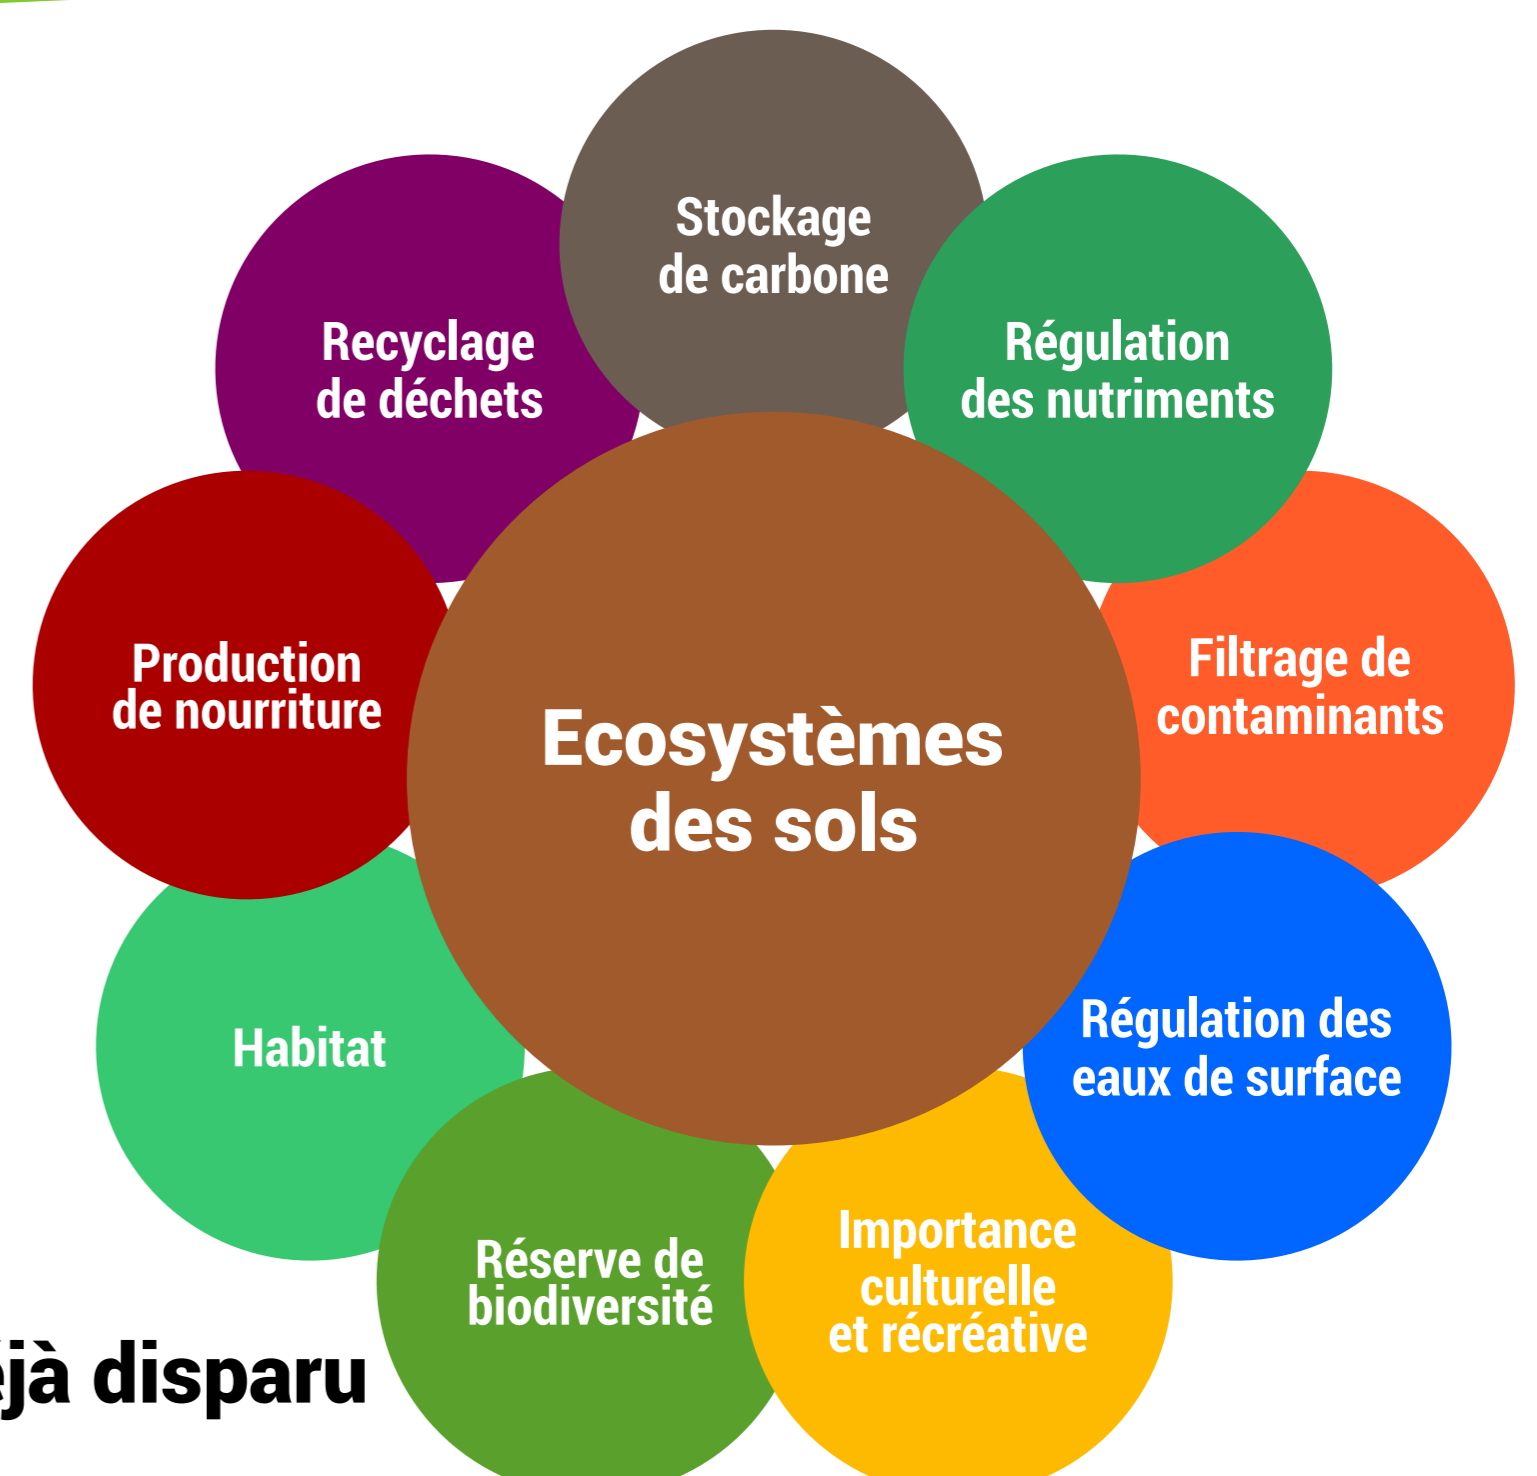 Stockage
de carbone
Régulation
des nutriments
Filtrage de
contaminants
Régulation des
eaux de surface
Importance
culturelle
et récréative
Réserve de
biodiversité
Habitat
Production
de nourriture
Recyclage
de déchets
Ecosystèmes
des sols
disparu